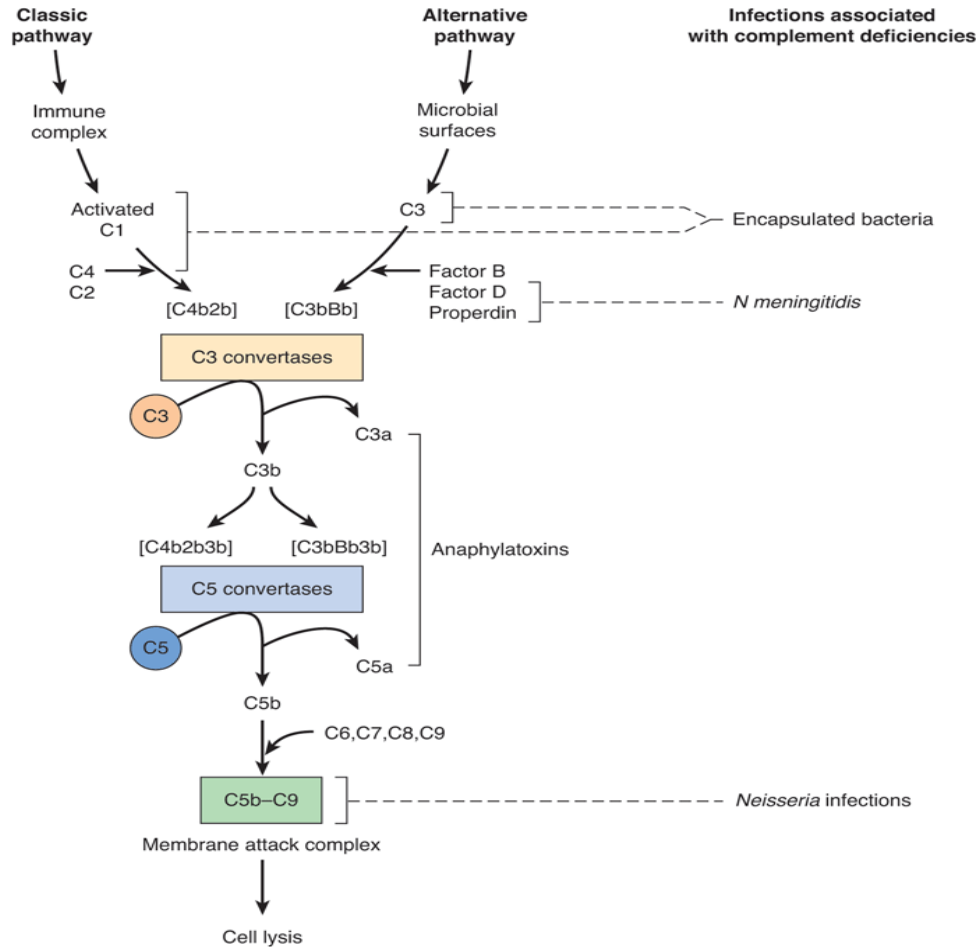 Classic
pathway
Alternative
pathway
Infections associated
with complement deficiencies
Immune
complex
Microbial
surfaces
Activated
C1
C3
Encapsulated bacteria
C4
C2
Factor B
Factor D
Properdin
N meningitidis
[C4b2b]
[C3bBb]
C3 convertases
C3
C3a
C3b
[C4b2b3b]
[C3bBb3b]
Anaphylatoxins
C5 convertases
C5
C5a
C5b
C6,C7,C8,C9
C5b–C9
Neisseria infections
Membrane attack complex
Cell lysis